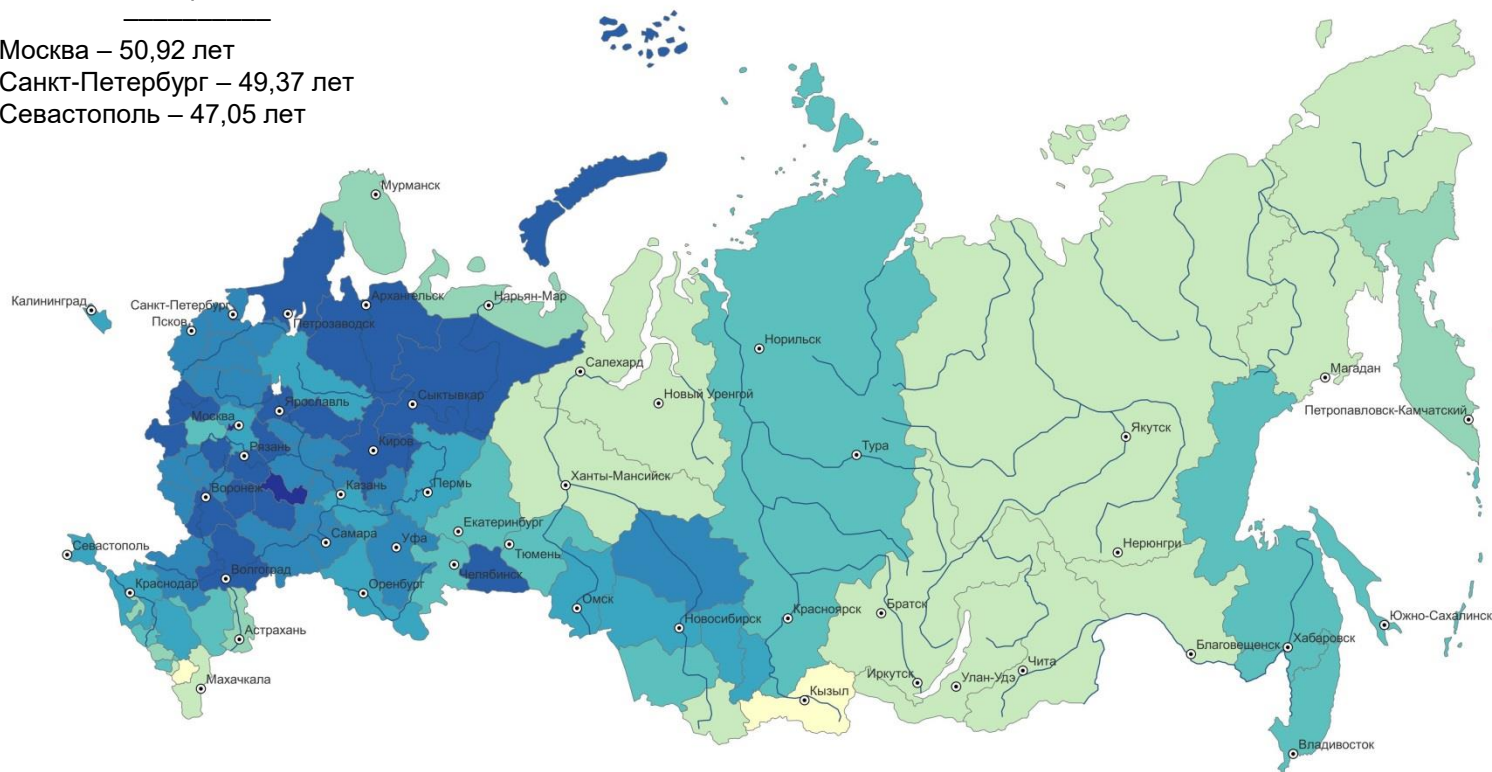 Москва – 50,92 лет
Санкт-Петербург – 49,37 лет
Севастополь – 47,05 лет
Мурманск
Калининград
Санкт-Петербург
Архангельск
Нарьян-Мар
Псков
Петрозаводск
Норильск
Салехард
Магадан
Новый Уренгой
Сыктывкар
Ярославль
Москва
Петропавловск-Камчатский
Якутск
Киров
Рязань
Тура
Ханты-Мансийск
Пермь
Казань
Воронеж
Екатеринбург
Самара
Уфа
Севастополь
Тюмень
Нерюнгри
Челябинск
Волгоград
Краснодар
Оренбург
Омск
Братск
Красноярск
Новосибирск
Южно-Сахалинск
Астрахань
Хабаровск
Благовещенск
Чита
Иркутск
Улан-Удэ
Махачкала
Кызыл
Владивосток